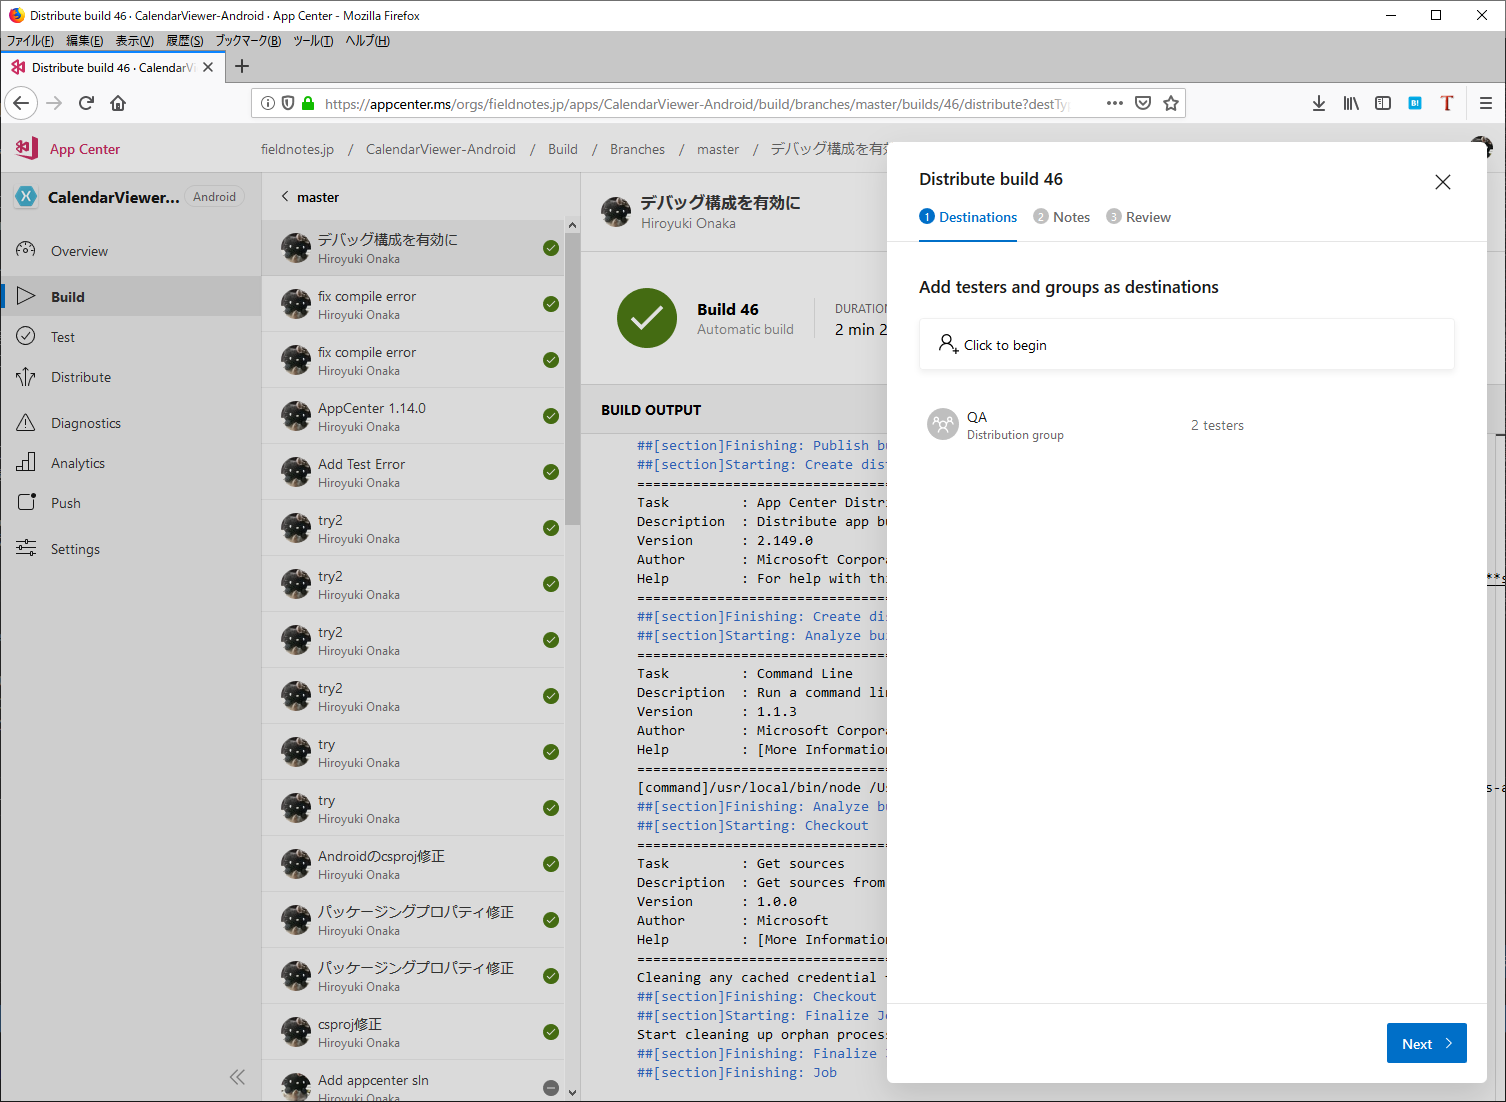 Distribute build 46 · CalendarViewer-Android · App Center - Mozilla Firefox
ファイル(F) 編集(E) 表示(V) 履歴(S) ブックマーク(B) ツール(T) ヘルプ(H)
Distribute build 46 · CalendarV
https://appcenter.ms/orgs/fieldnotes.jp/apps/CalendarViewer-Android/build/branches/master/builds/46/distribute?destTy
B!
T
App Center
fieldnotes.jp / CalendarViewer-Android / Build / Branches / master / デバッグ構成を有効
CalendarViewer... Android
Overview
Build
Test
Distribute
Diagnostics
Analytics
Push
Settings
master
デバッグ構成を有効に
Hiroyuki Onaka
fix compile error
Hiroyuki Onaka
fix compile error
Hiroyuki Onaka
AppCenter 1.14.0
Hiroyuki Onaka
Add Test Error
Hiroyuki Onaka
try2
Hiroyuki Onaka
try2
Hiroyuki Onaka
try2
Hiroyuki Onaka
try2
Hiroyuki Onaka
try
Hiroyuki Onaka
try
Hiroyuki Onaka
Androidのcsproj修正
Hiroyuki Onaka
パッケージングプロパティ修正
Hiroyuki Onaka
パッケージングプロパティ修正
Hiroyuki Onaka
csproj修正
Hiroyuki Onaka
Add appcenter sln
Hiroyuki Onaka
デバッグ構成を有効に
Hiroyuki Onaka
Build 46
Automatic build
DURATION
2 min 2
BUILD OUTPUT
##[section]Finishing: Publish bu
##[section]Starting: Create dist
================================
Task : App Center Distri
Description : Distribute app bu
Version : 2.149.0
Author : Microsoft Corpora
Help : For help with thi
================================
##[section]Finishing: Create dis
##[section]Starting: Analyze bui
================================
Task : Command Line
Description : Run a command lin
Version : 1.1.3
Author : Microsoft Corpora
Help : [More Information
================================
[command]/usr/local/bin/node /Us
##[section]Finishing: Analyze bu
##[section]Starting: Checkout
================================
Task : Get sources
Description : Get sources from
Version : 1.0.0
Author : Microsoft
Help : [More Information
================================
Cleaning any cached credential
##[section]Finishing: Checkout
##[section]Starting: Finalize Jo
Start cleaning up orphan process
##[section]Finishing: Finalize
##[section]Finishing: Job
**s
s-a
Distribute build 46
1 Destinations 2 Notes 3 Review
Add testers and groups as destinations
Click to begin
QA
Distribution group
2 testers
Next